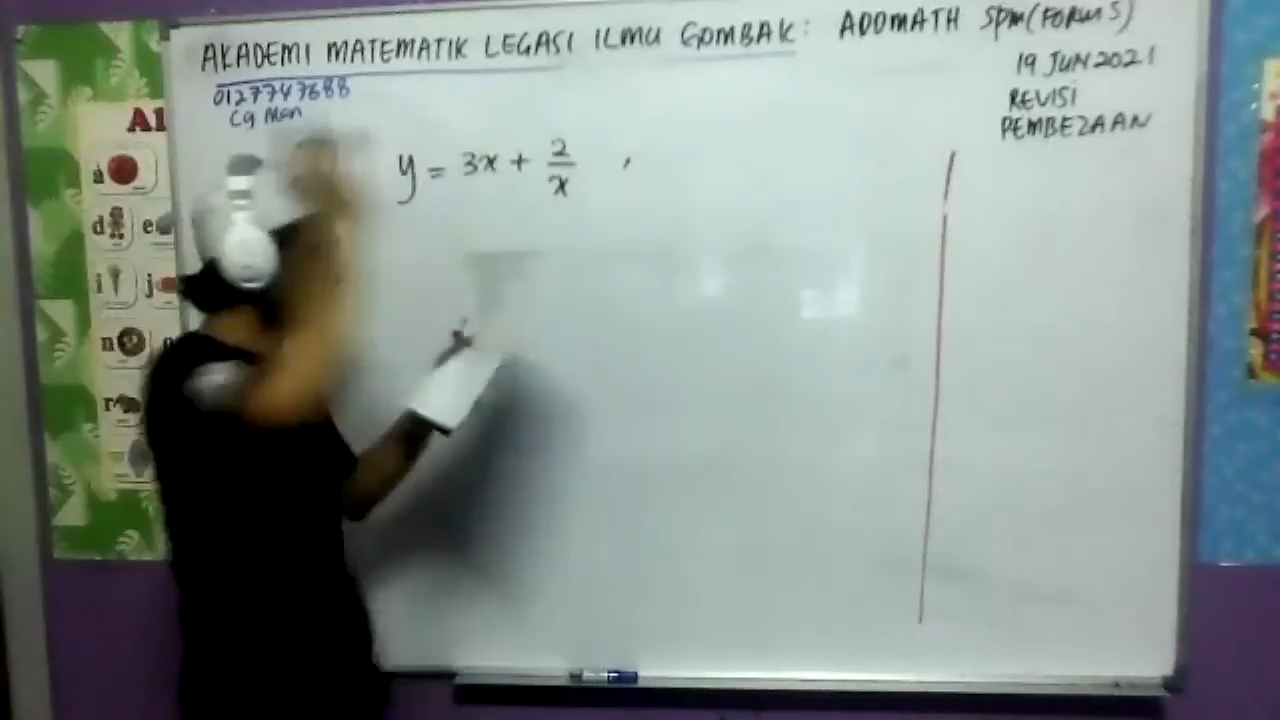 AKADEMI MATEMATIK LEGASI ILMU GOMBAK: ADDMATH SPM (FORM 5)
19 JUN 2021
0127747688
REVISI
Cg Man
PEMBEZAAN
y = 3x + 2/x ,
A1
a
d e
i j
n o
r